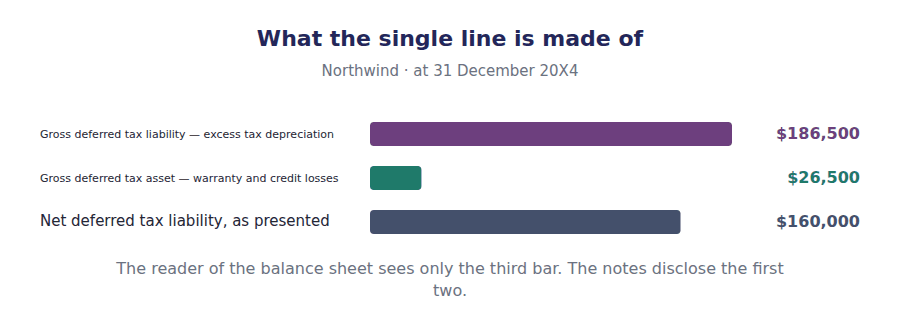 What the single line is made of
Northwind · at 31 December 20X4
Gross deferred tax liability — excess tax depreciation $186,500
Gross deferred tax asset — warranty and credit losses $26,500
Net deferred tax liability, as presented $160,000
The reader of the balance sheet sees only the third bar. The notes disclose the first
two.